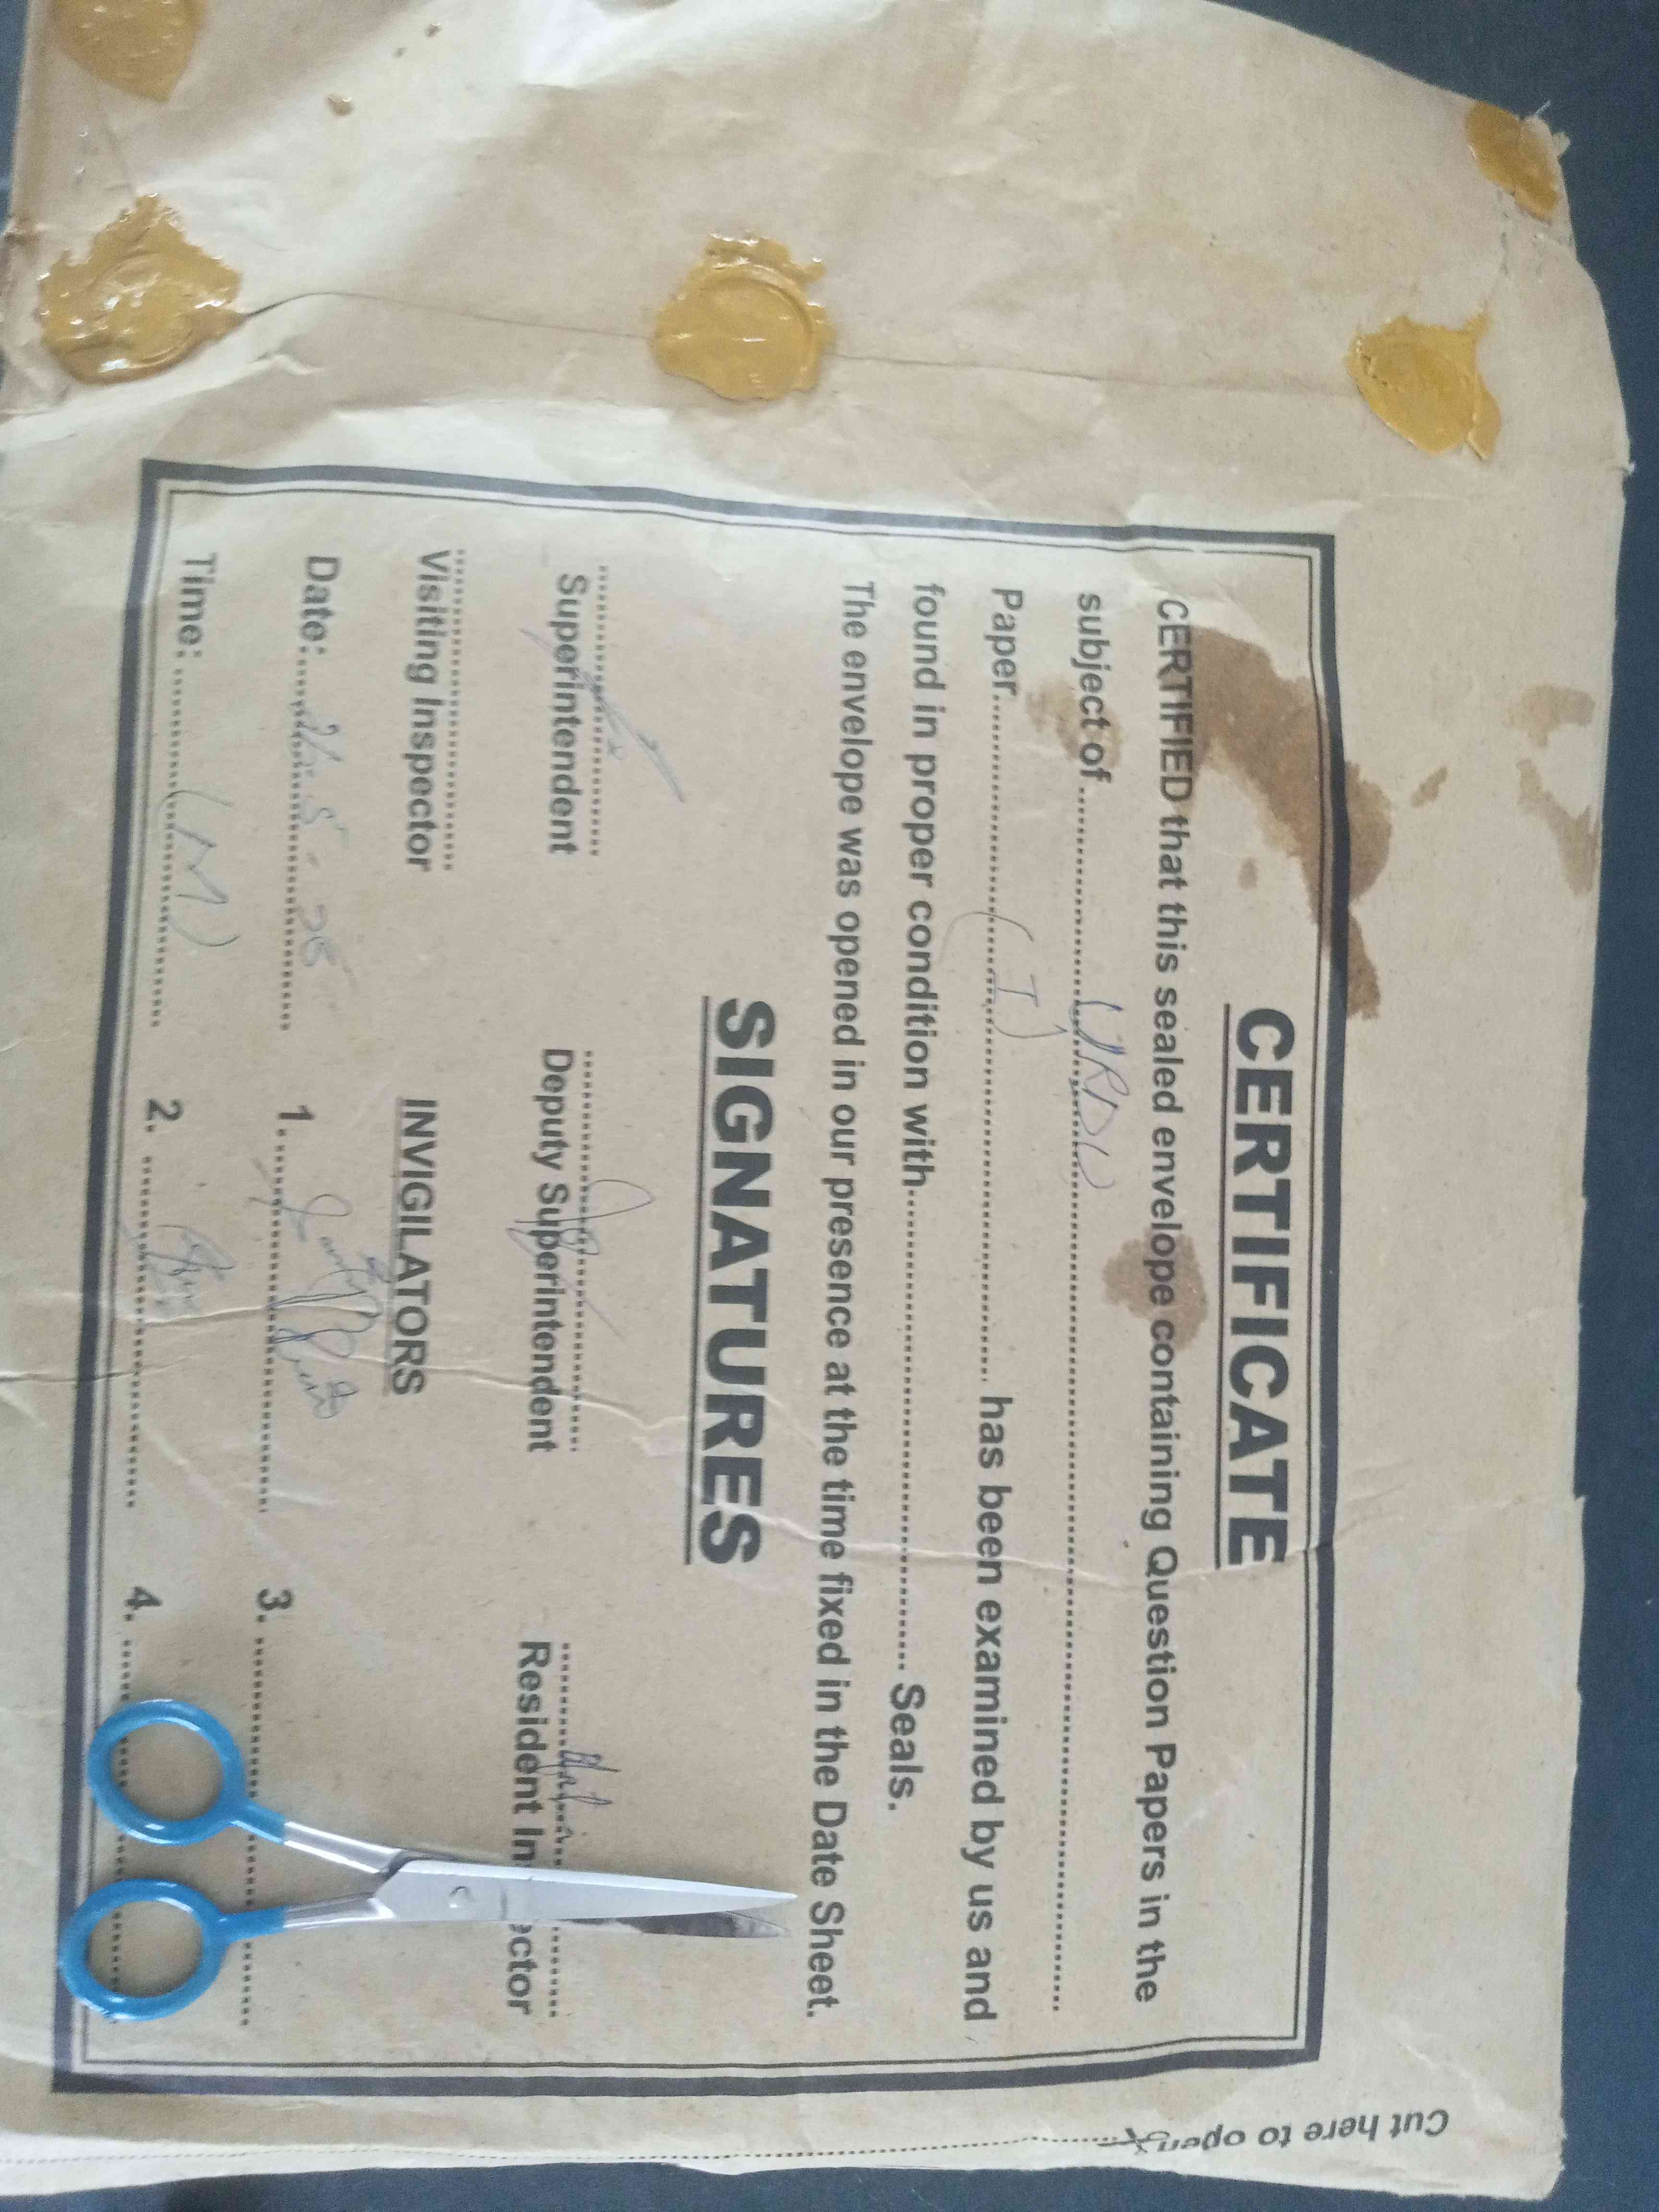 CERTIFICATE
CERTIFIED that this sealed envelope containing Question Papers in the
subject of ........ URDU ........
Paper ........ (I) ........ has been examined by us and
found in proper condition with ........ Seals.
The envelope was opened in our presence at the time fixed in the Date Sheet.
SIGNATURES
Superintendent Deputy Superintendent Resident In ector
Visiting Inspector INVIGILATORS
Date: ........ 1. ........ 3. ........
Time: ........ (M) ........ 2. ........ 4. ........
Cut here to open